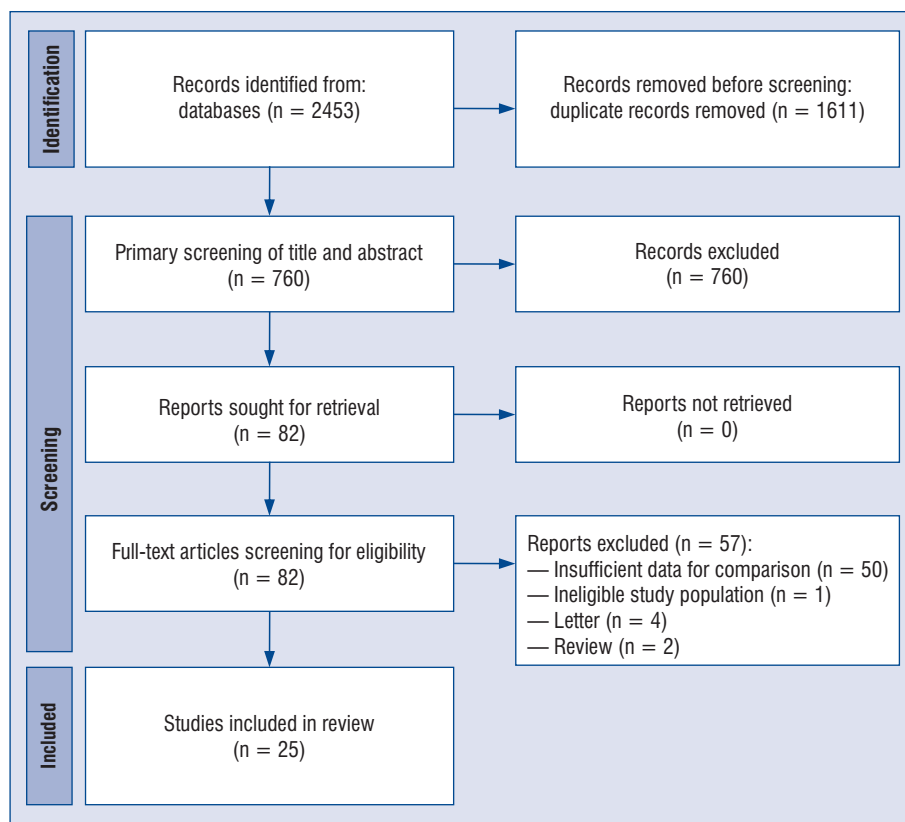 Identification
Records identified from:
databases (n = 2453)
Records removed before screening:
duplicate records removed (n = 1611)
Screening
Primary screening of title and abstract
(n = 760)
Records excluded
(n = 760)
Reports sought for retrieval
(n = 82)
Reports not retrieved
(n = 0)
Full-text articles screening for eligibility
(n = 82)
Reports excluded (n = 57):
— Insufficient data for comparison (n = 50)
— Ineligible study population (n = 1)
— Letter (n = 4)
— Review (n = 2)
Included
Studies included in review
(n = 25)